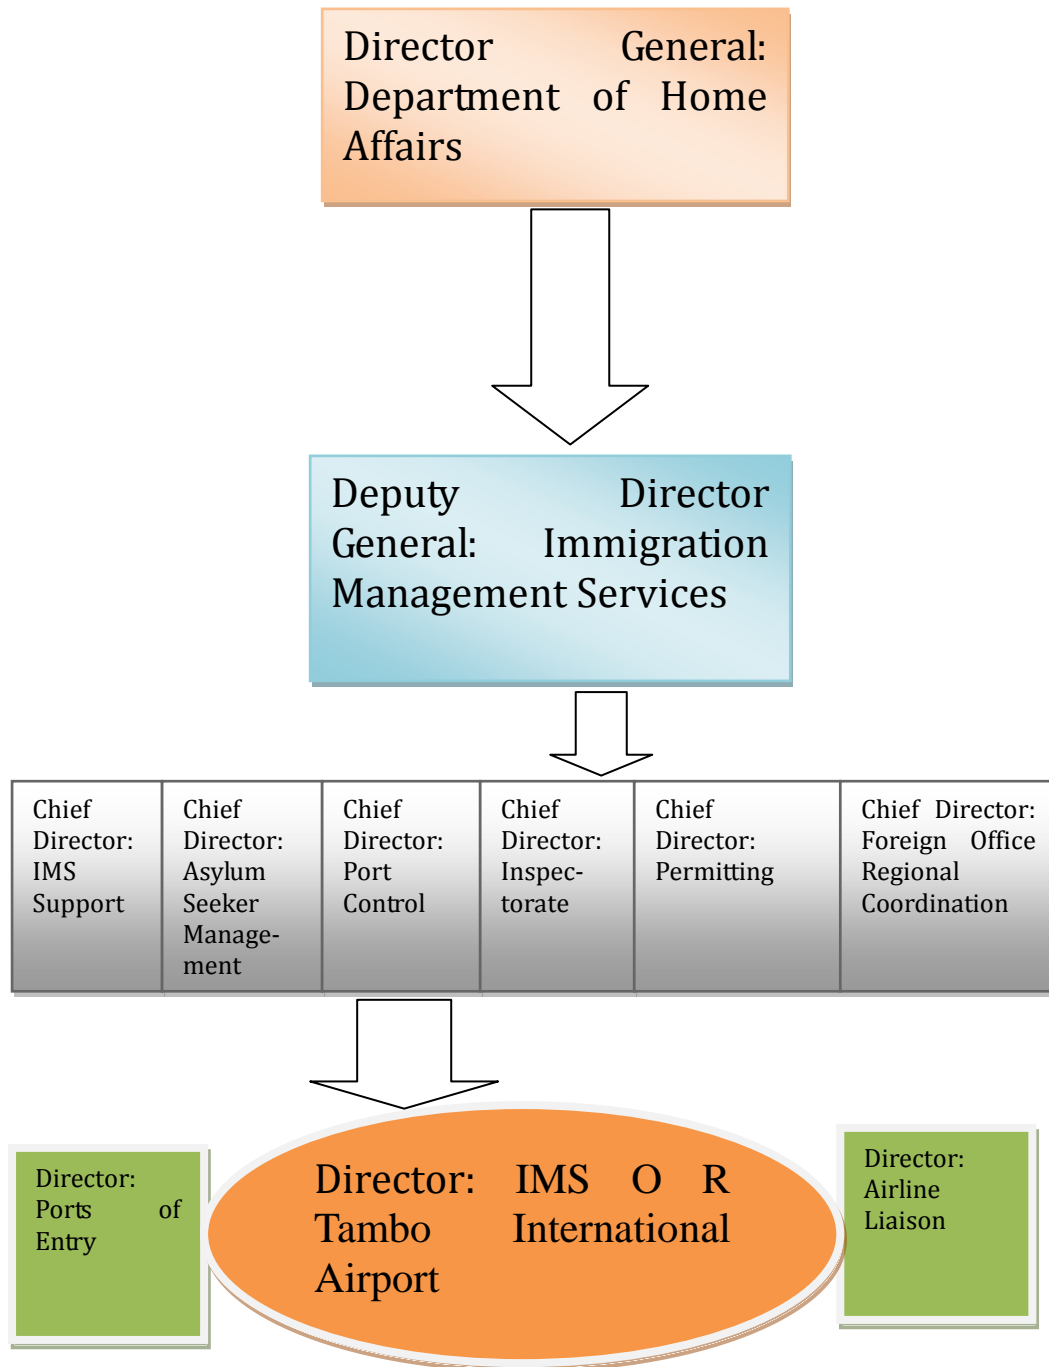 Director General:
Department of Home
Affairs
Deputy Director
General: Immigration
Management Services
Chief
Director:
IMS
Support
Chief
Director:
Asylum
Seeker
Manage-
ment
Chief
Director:
Port
Control
Chief
Director:
Inspec-
torate
Chief
Director:
Permitting
Chief Director:
Foreign Office
Regional
Coordination
Director:
Ports of
Entry
Director: IMS O R
Tambo International
Airport
Director:
Airline
Liaison